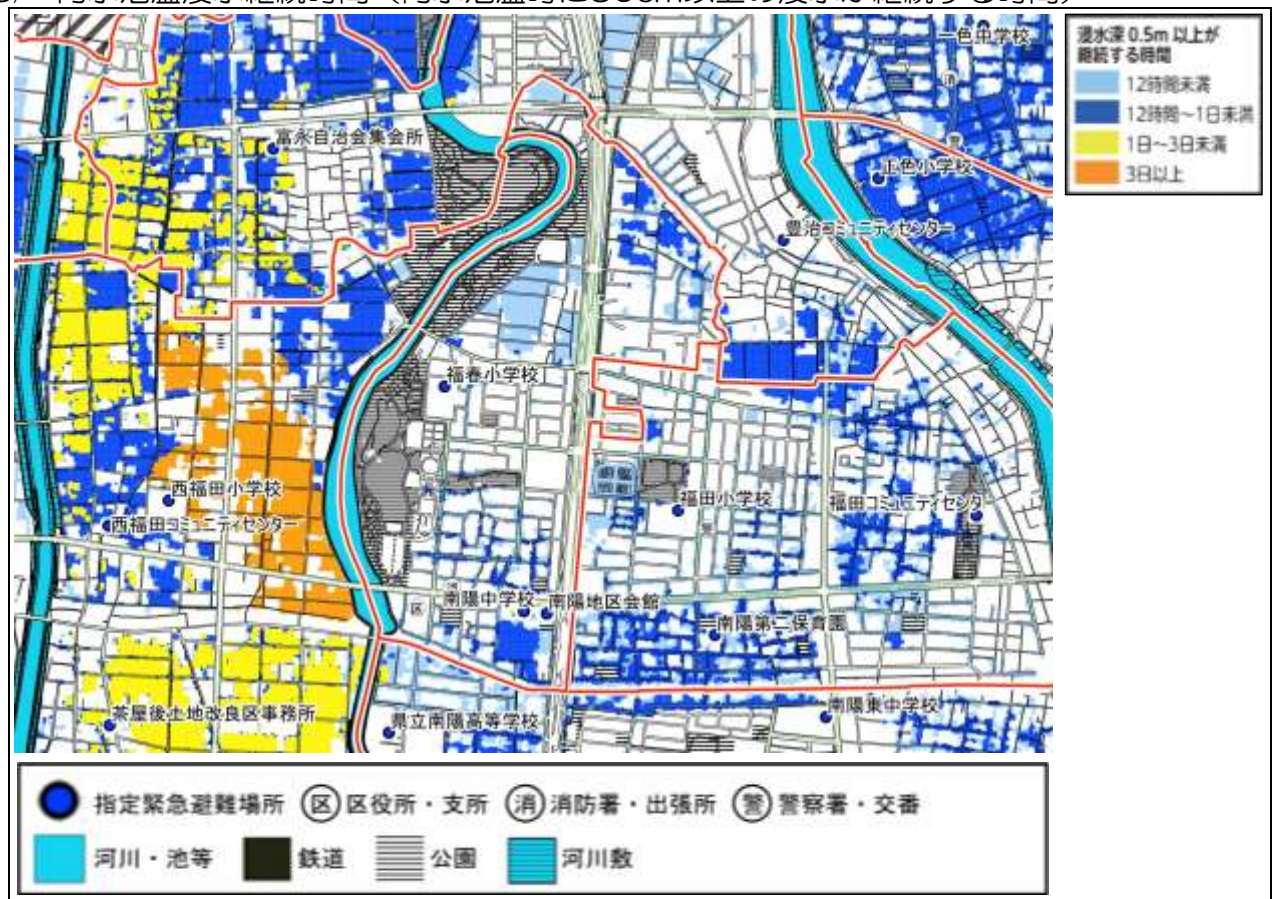 浸水深 0.5m 以上が
継続する時間
12時間未満
12時間～1日未満
1日～3日未満
3日以上
一色中学校
消
警
富永自治会集会所
正色小学校
豊治コミュニティセンター
福春小学校
西福田小学校
福田小学校
福田コミュニティセンター
西福田コミュニティセンター
区
南陽中学校
南陽地区会館
南陽第二保育園
茶屋後土地改良区事務所
県立南陽高等学校
南陽東中学校
指定緊急避難場所
区 区役所・支所
消 消防署・出張所
警 警察署・交番
河川・池等
鉄道
公園
河川敷